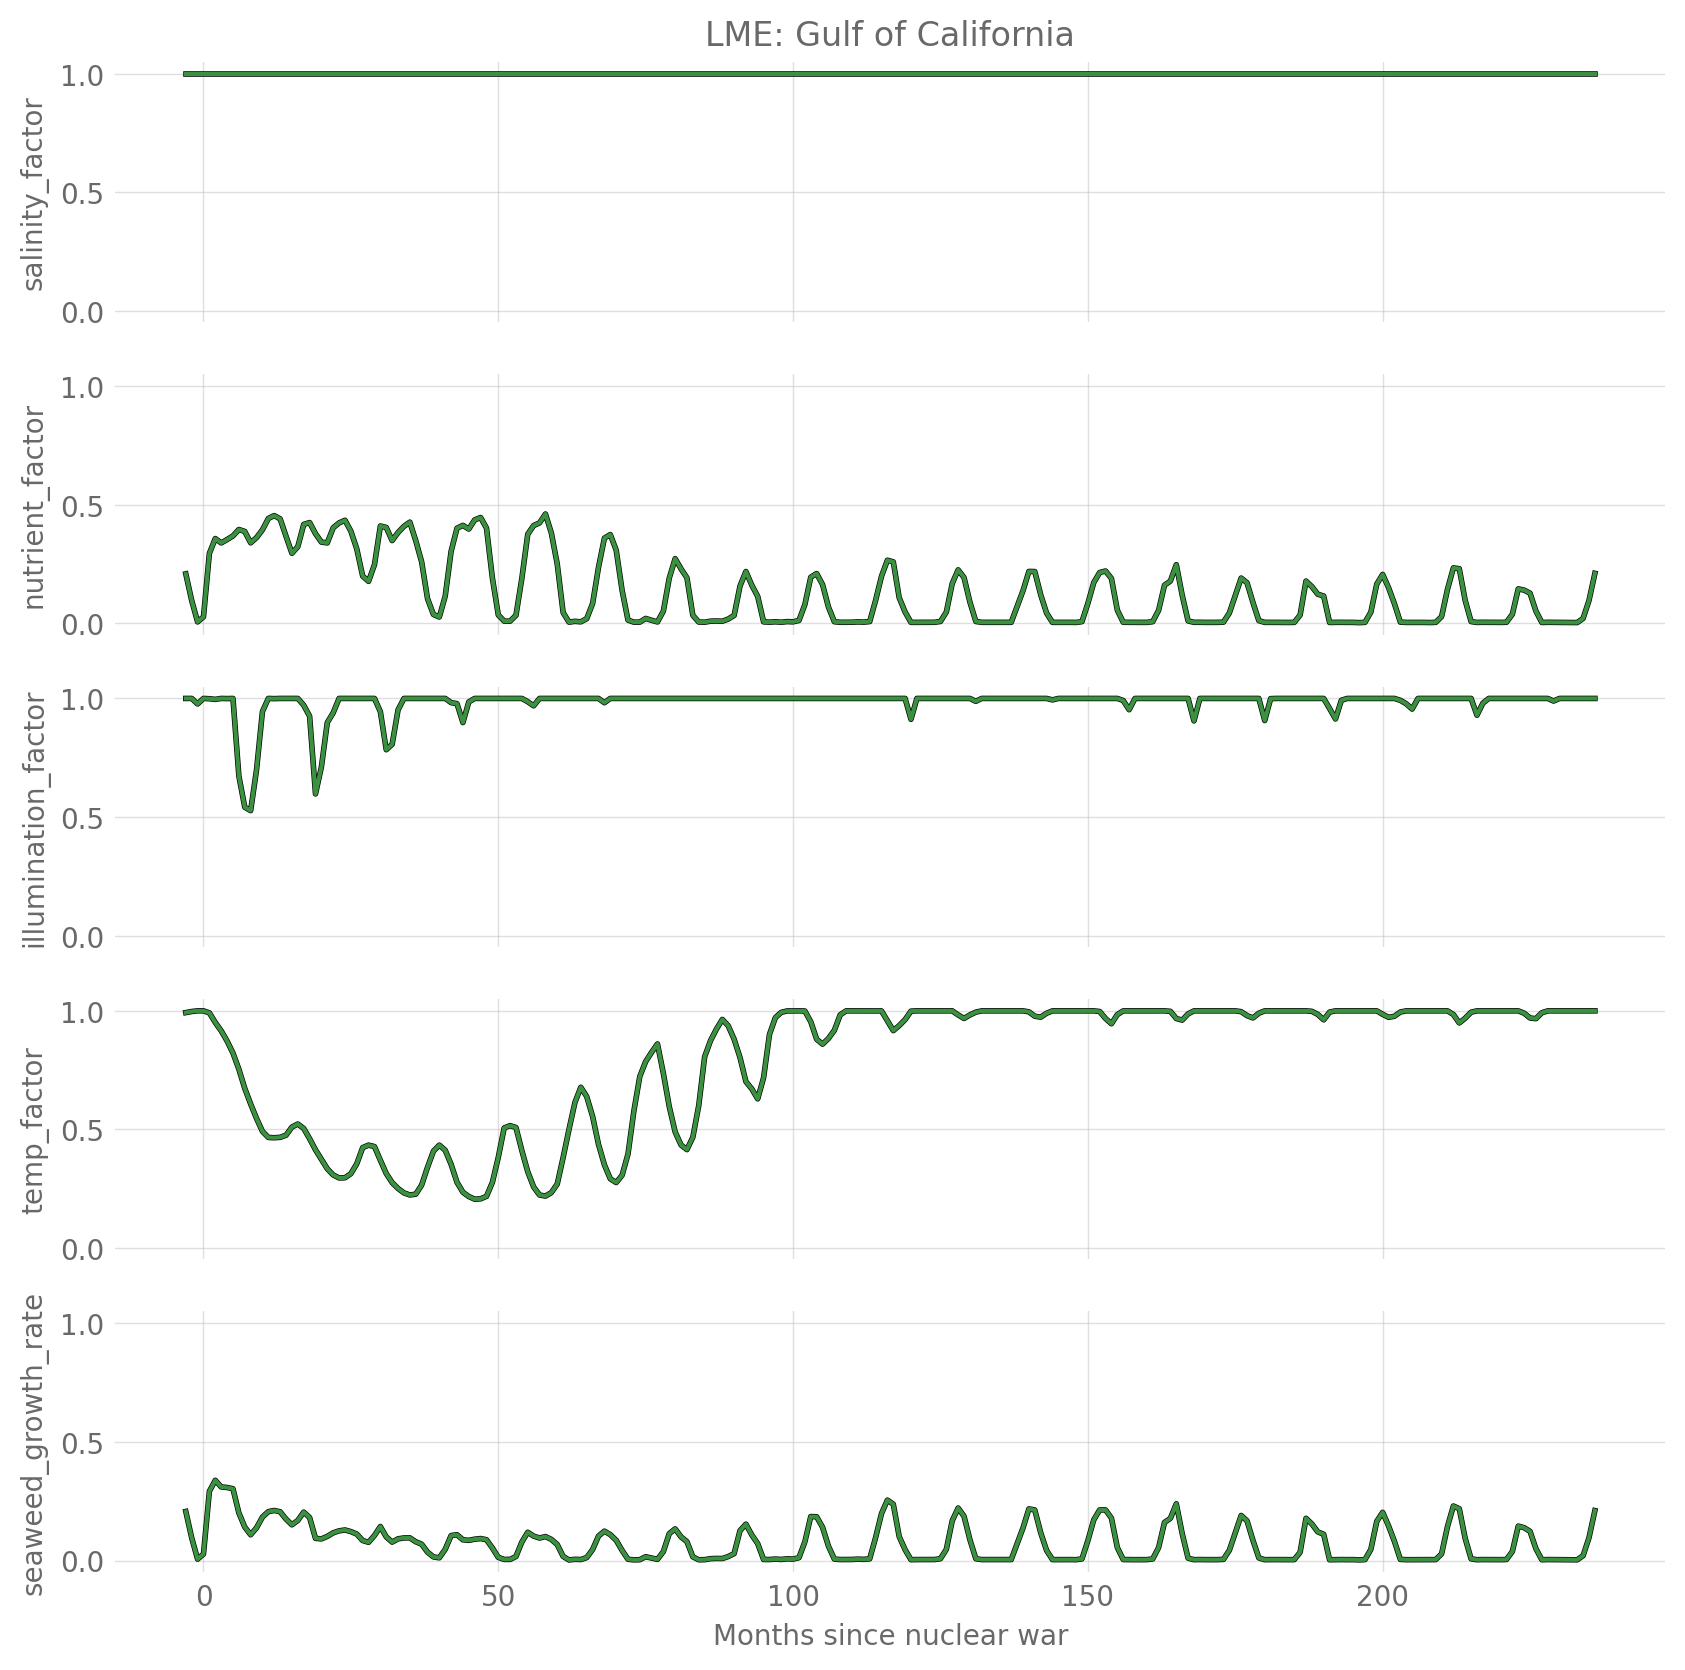 LME: Gulf of California
salinity_factor
1.0
0.5
0.0
nutrient_factor
1.0
0.5
0.0
illumination_factor
1.0
0.5
0.0
temp_factor
1.0
0.5
0.0
seaweed_growth_rate
1.0
0.5
0.0
0 50 100 150 200
Months since nuclear war